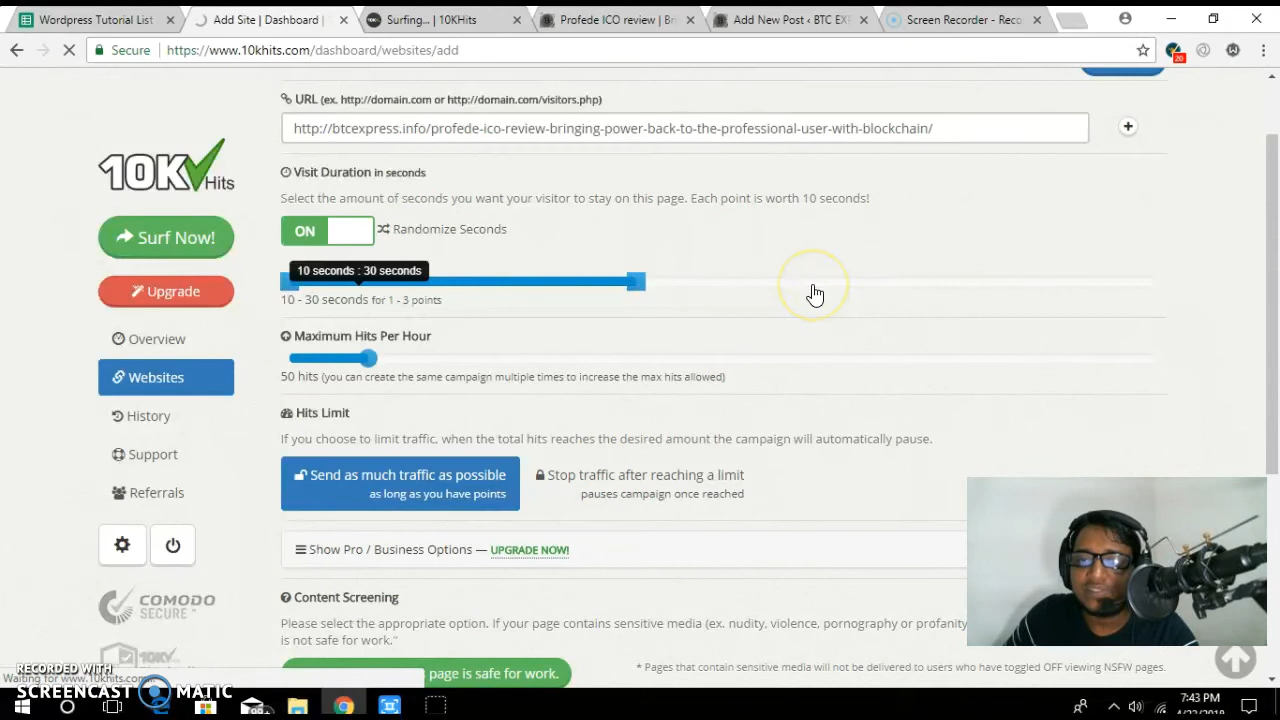 Wordpress Tutorial List
Add Site | Dashboard |
Surfing... | 10KHits
Profede ICO review | Bri
Add New Post ‹ BTC EXP
Screen Recorder - Reco
Secure
https://www.10khits.com/dashboard/websites/add
20
URL (ex. http://domain.com or http://domain.com/visitors.php)
http://btcexpress.info/profede-ico-review-bringing-power-back-to-the-professional-user-with-blockchain/
10K Hits
Visit Duration in seconds
Select the amount of seconds you want your visitor to stay on this page. Each point is worth 10 seconds!
Surf Now!
ON
Randomize Seconds
10 seconds : 30 seconds
Upgrade
10 - 30 seconds for 1 - 3 points
Overview
Maximum Hits Per Hour
Websites
50 hits (you can create the same campaign multiple times to increase the max hits allowed)
History
Hits Limit
If you choose to limit traffic, when the total hits reaches the desired amount the campaign will automatically pause.
Support
Send as much traffic as possible
as long as you have points
Stop traffic after reaching a limit
pauses campaign once reached
Referrals
Show Pro / Business Options — UPGRADE NOW!
Content Screening
COMODO
SECURE™
Please select the appropriate option. If your page contains sensitive media (ex. nudity, violence, pornography or profanity
is not safe for work."
10K
page is safe for work.
* Pages that contain sensitive media will not be delivered to users who have toggled OFF viewing NSFW pages.
RECORDED WITH
Waiting for www.10khits.com...
SCREENCAST MATIC
7:43 PM